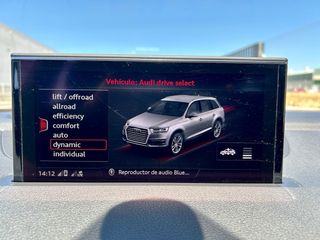 Vehículo: Audi drive select
lift / offroad
allroad
efficiency
comfort
auto
dynamic
individual
14:12
Reproductor de audio Blue...